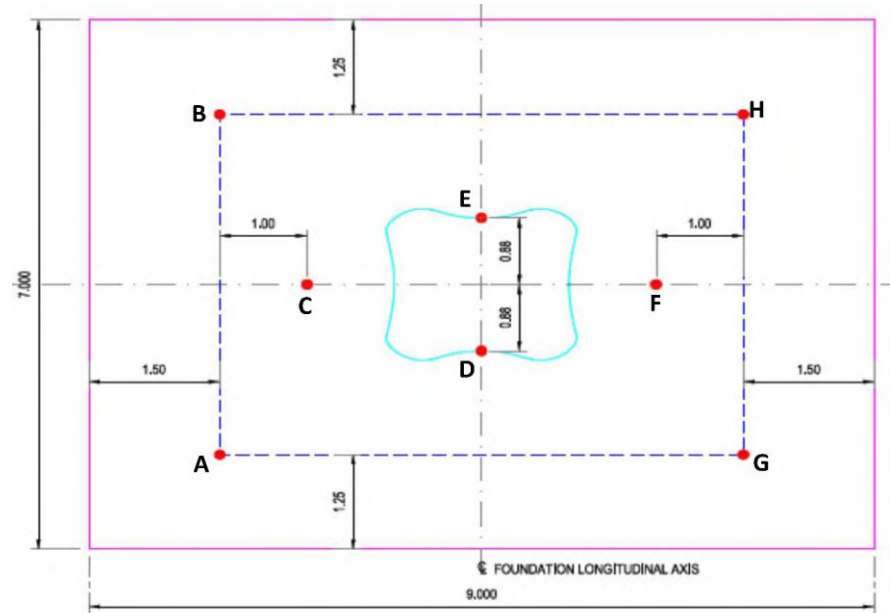 1.25
B
H
E
1.00
0.88
1.00
7.000
C
F
0.88
1.50
D
1.50
A
G
1.25
℄ FOUNDATION LONGITUDINAL AXIS
9.000